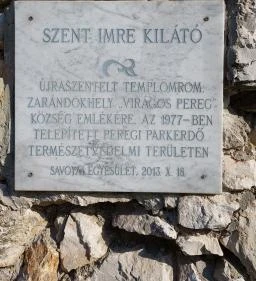 SZENT IMRE KILÁTÓ
ÚJRASZENTELT TEMPLOMROM.
ZARÁNDOKHELY „VIRÁGOS PEREG"
KÖZSÉG EMLÉKÉRE. AZ 1977-BEN
TELEPÍTETT PEREGI PARKERDŐ
TERMÉSZETVÉDELMI TERÜLETEN
SAVOYAI EGYESÜLET. 2013. X. 18.